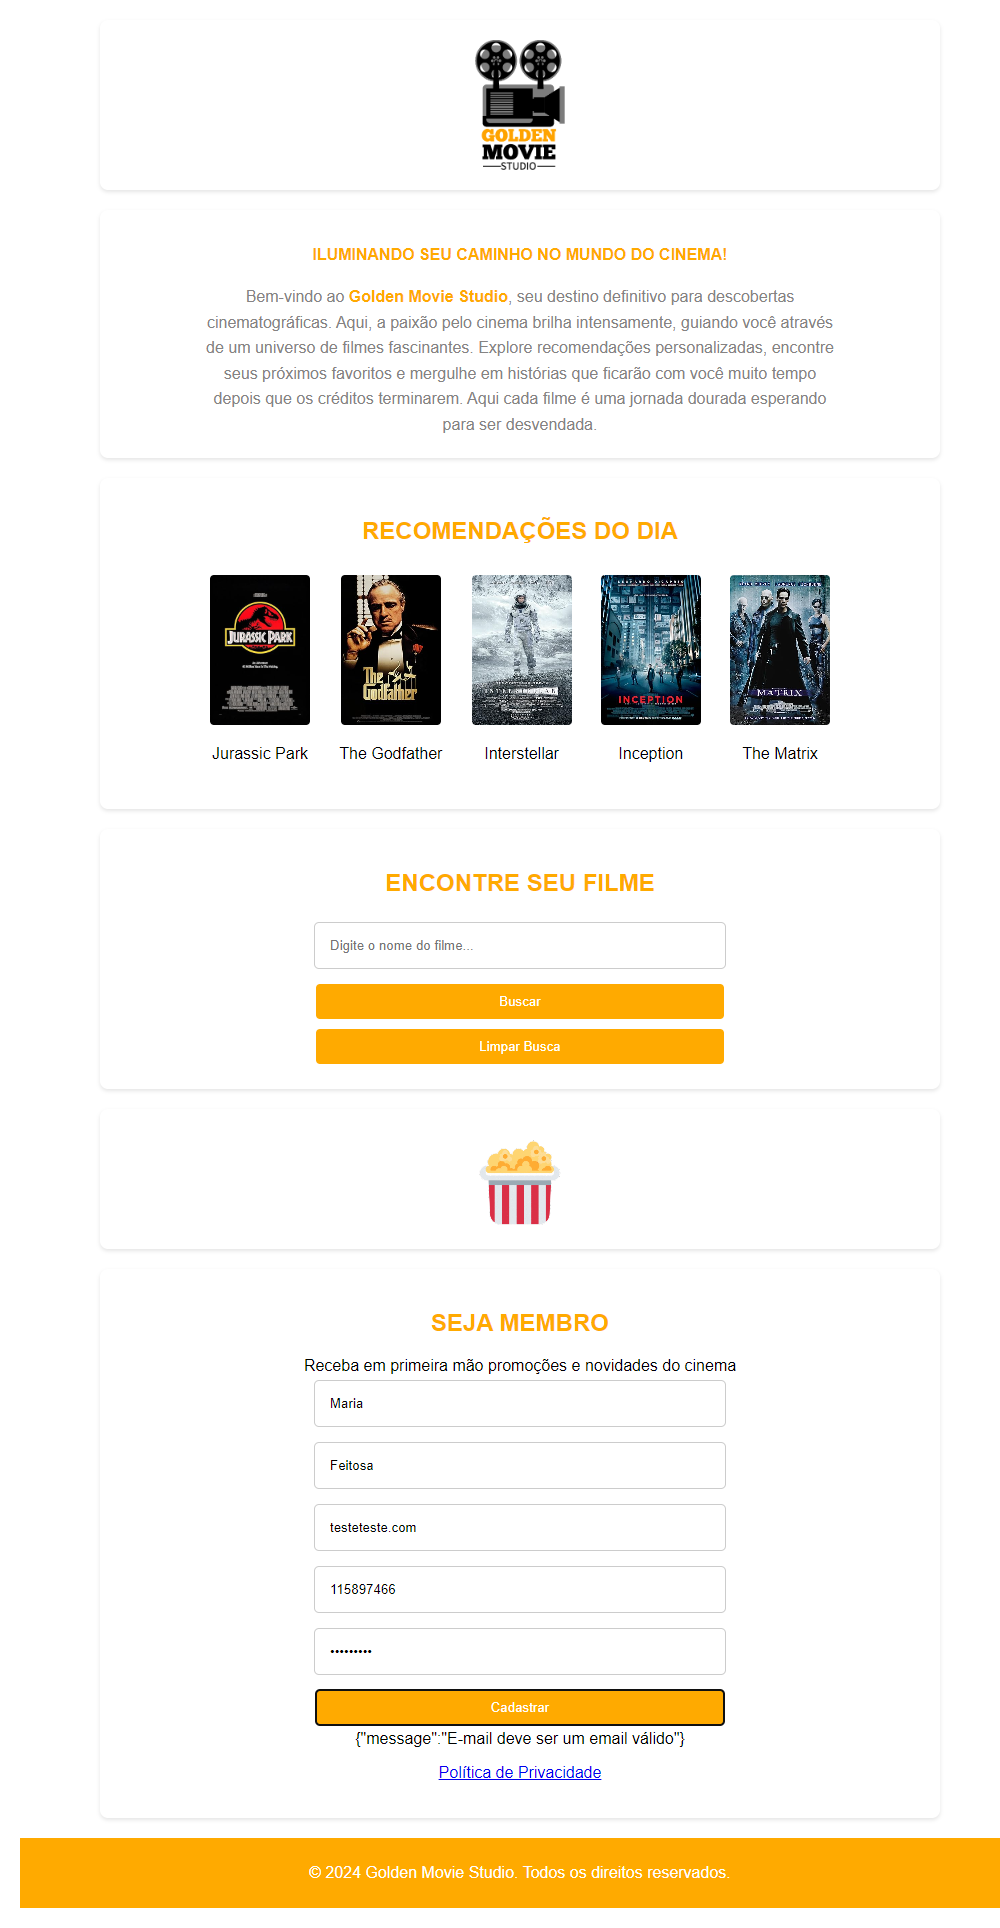 GOLDEN
MOVIE
STUDIO
ILUMINANDO SEU CAMINHO NO MUNDO DO CINEMA!
Bem-vindo ao Golden Movie Studio, seu destino definitivo para descobertas
cinematográficas. Aqui, a paixão pelo cinema brilha intensamente, guiando você através
de um universo de filmes fascinantes. Explore recomendações personalizadas, encontre
seus próximos favoritos e mergulhe em histórias que ficarão com você muito tempo
depois que os créditos terminarem. Aqui cada filme é uma jornada dourada esperando
para ser desvendada.
RECOMENDAÇÕES DO DIA
JURASSIC PARK
The
Godfather
INTERSTELLAR
INCEPTION
MATRIX
Jurassic Park
The Godfather
Interstellar
Inception
The Matrix
ENCONTRE SEU FILME
Digite o nome do filme...
Buscar
Limpar Busca
SEJA MEMBRO
Receba em primeira mão promoções e novidades do cinema
Maria
Feitosa
testeteste.com
115897466
•••••••••
Cadastrar
{"message":"E-mail deve ser um email válido"}
Política de Privacidade
© 2024 Golden Movie Studio. Todos os direitos reservados.